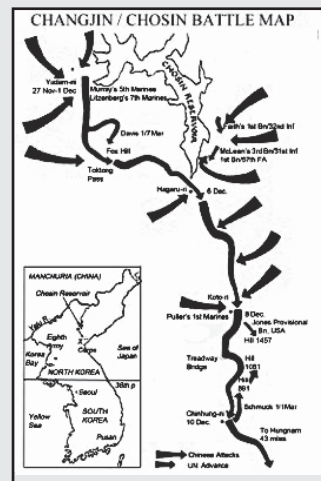 CHANGJIN / CHOSIN BATTLE MAP
Yudam-ni
27 Nov-1 Dec
Murray's 5th Marines
Litzenberg's 7th Marines
CHOSIN RESERVOIR
Davis 1/7 Mar
Fox Hill
Toktong
Pass
Faith's 1st Bn/32nd Inf
McLean's 3rd Bn/31st Inf
1st Bn/57th FA
Hagaru-ri
6 Dec.
Koto-ri
Puller's 1st Marines
8 Dec.
Jones Provisional
Bn, USA
Hill 1457
Treadway
Bridge
Hill
1081
Hill
891
Schmuck 1/1Mar
Chinhung-ni
10 Dec.
To Hungnam
43 miles
MANCHURIA (CHINA)
Chosin Reservoir
Yalu R
Eighth
Army
X
Corps
Korea
Bay
Sea of
Japan
NORTH KOREA
38th p
Seoul
Yellow
Sea
SOUTH
KOREA
Pusan
Chinese Attacks
UN Advance